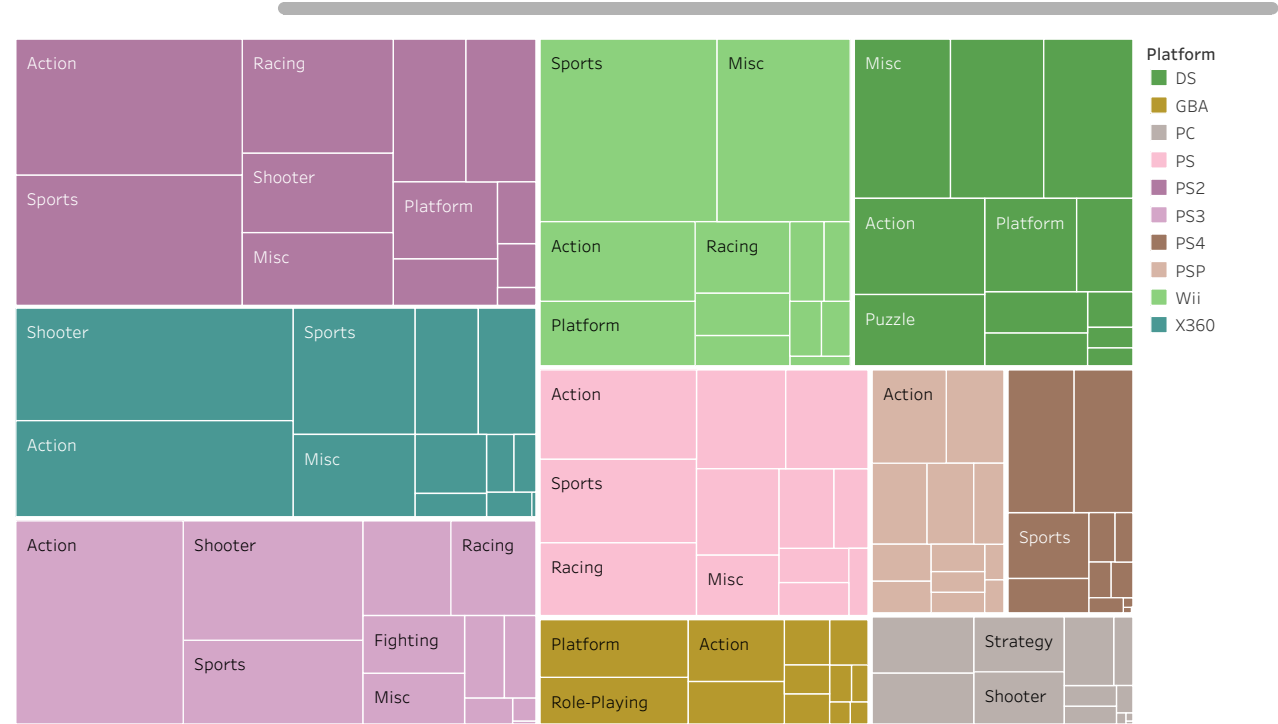 Action
Racing
Sports
Shooter
Misc
Platform
Shooter
Sports
Action
Misc
Action
Shooter
Racing
Sports
Fighting
Misc
Sports
Misc
Action
Racing
Platform
Misc
Action
Platform
Puzzle
Action
Sports
Racing
Misc
Action
Sports
Platform
Action
Role-Playing
Strategy
Shooter
Platform
DS
GBA
PC
PS
PS2
PS3
PS4
PSP
Wii
X360